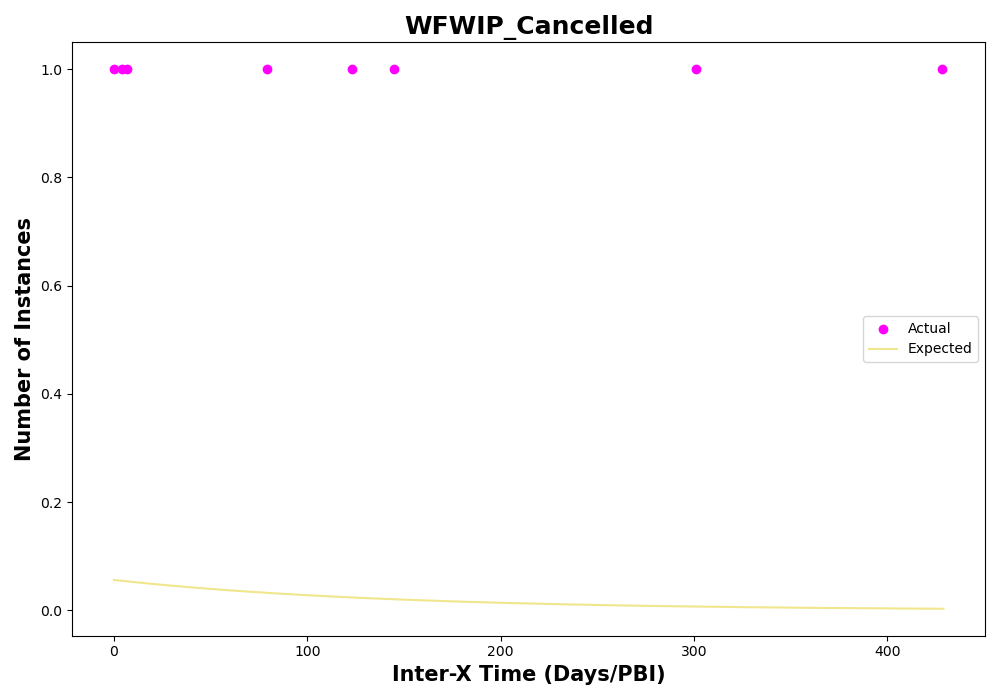 WFWIP_Cancelled
1.0
0.8
0.6
0.4
0.2
0.0
Number of Instances
Actual
Expected
0
100
200
300
400
Inter-X Time (Days/PBI)